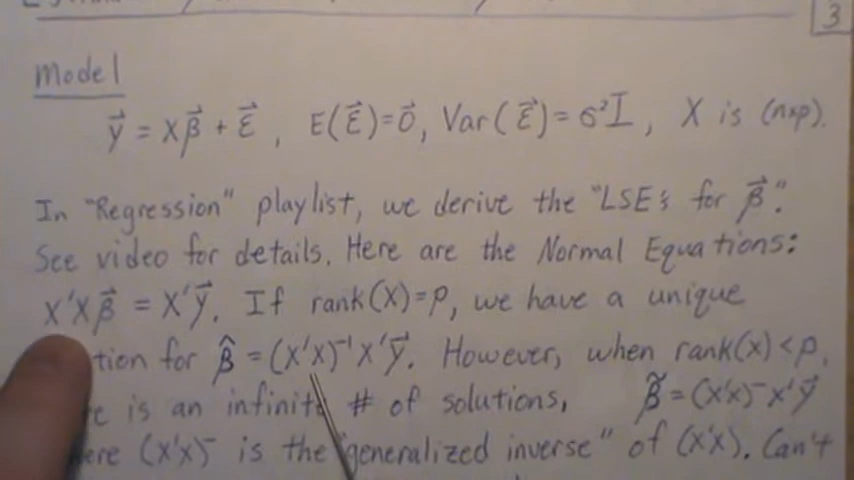 3
Model
y⃗ = Xβ⃗ + ε⃗ , E(ε⃗)=0⃗, Var(ε⃗)= σ²I, X is (nxp).
In "Regression" playlist, we derive the "LSE's for β⃗."
See video for details. Here are the Normal Equations:
X'Xβ⃗ = X'y⃗. If rank(X)=p, we have a unique
tion for β̂ = (X'X)⁻¹X'y⃗. However, when rank(x)<p,
e is an infinite # of solutions, β̃ = (X'X)⁻X'y⃗
ere (X'X)⁻ is the "generalized inverse" of (X'X). Can't